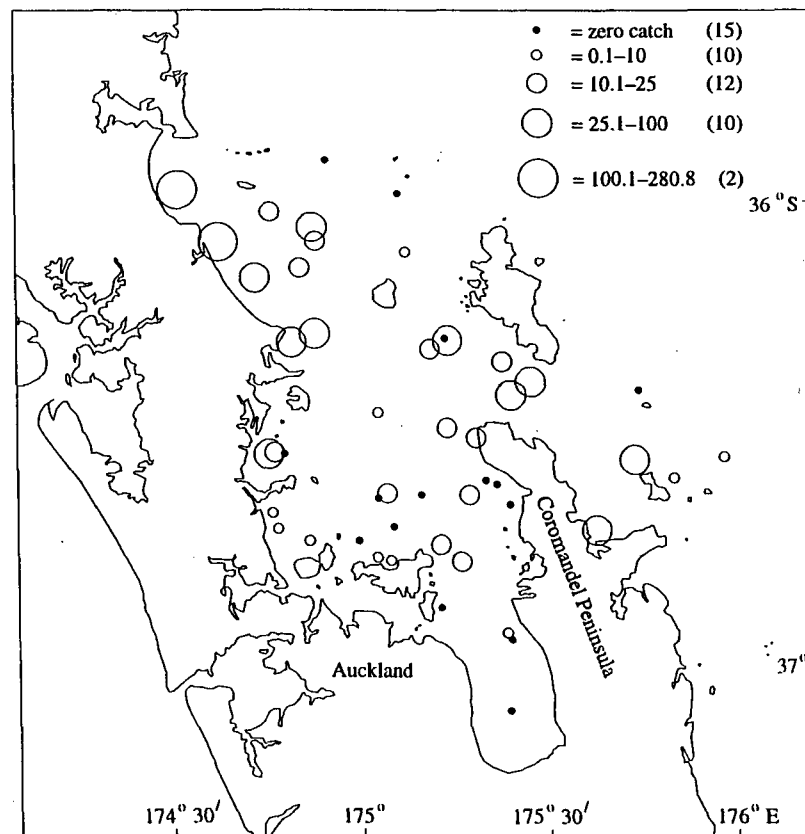 = zero catch (15)
= 0.1–10 (10)
= 10.1–25 (12)
= 25.1–100 (10)
= 100.1–280.8 (2)
36° S
Coromandel Peninsula
Auckland
37°
174° 30′
175°
175° 30′
176° E